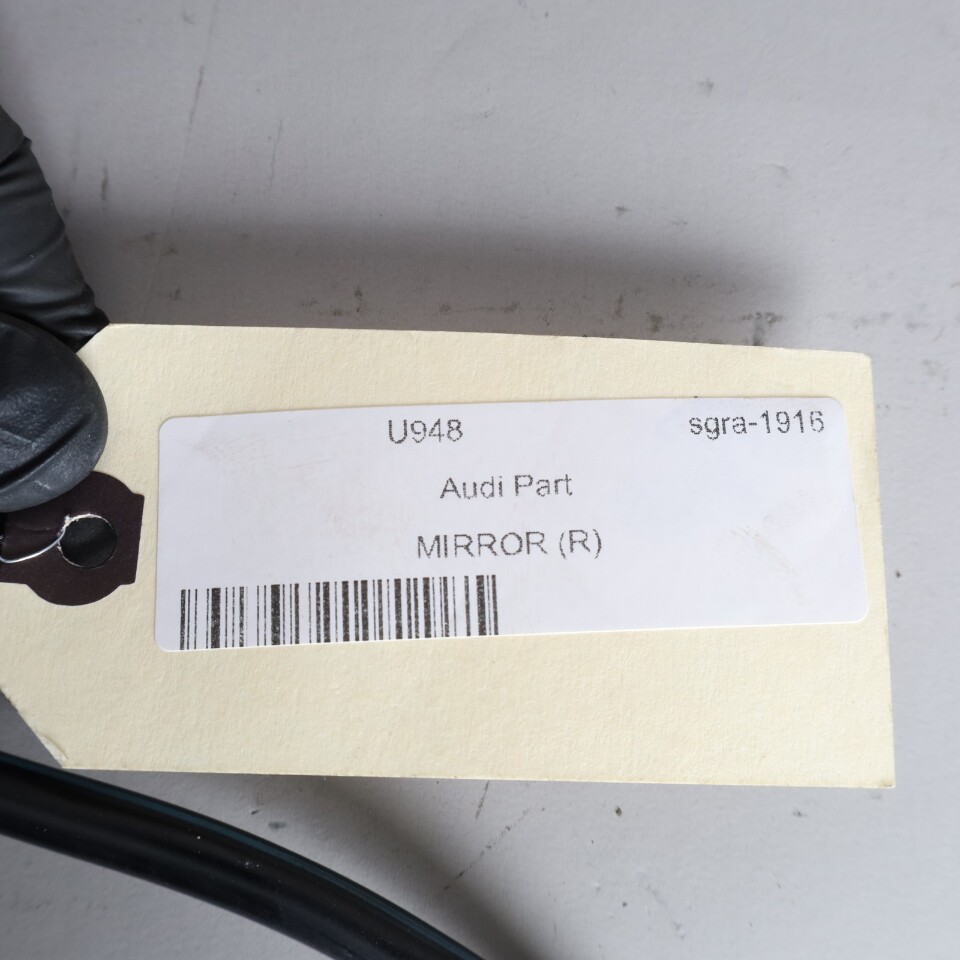 U948 sgra-1916
Audi Part
MIRROR (R)